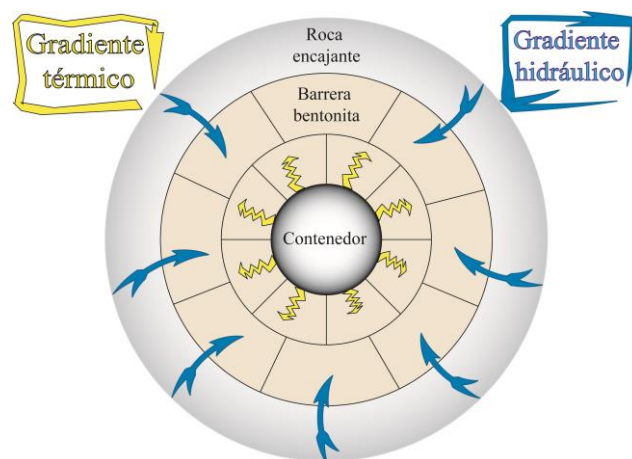 Gradiente
térmico
Roca
encajante
Gradiente
hidráulico
Barrera
bentonita
Contenedor